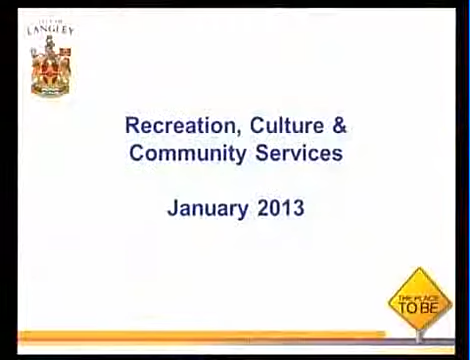 CITY OF
LANGLEY
Recreation, Culture &
Community Services
January 2013
THE PLACE
TO BE